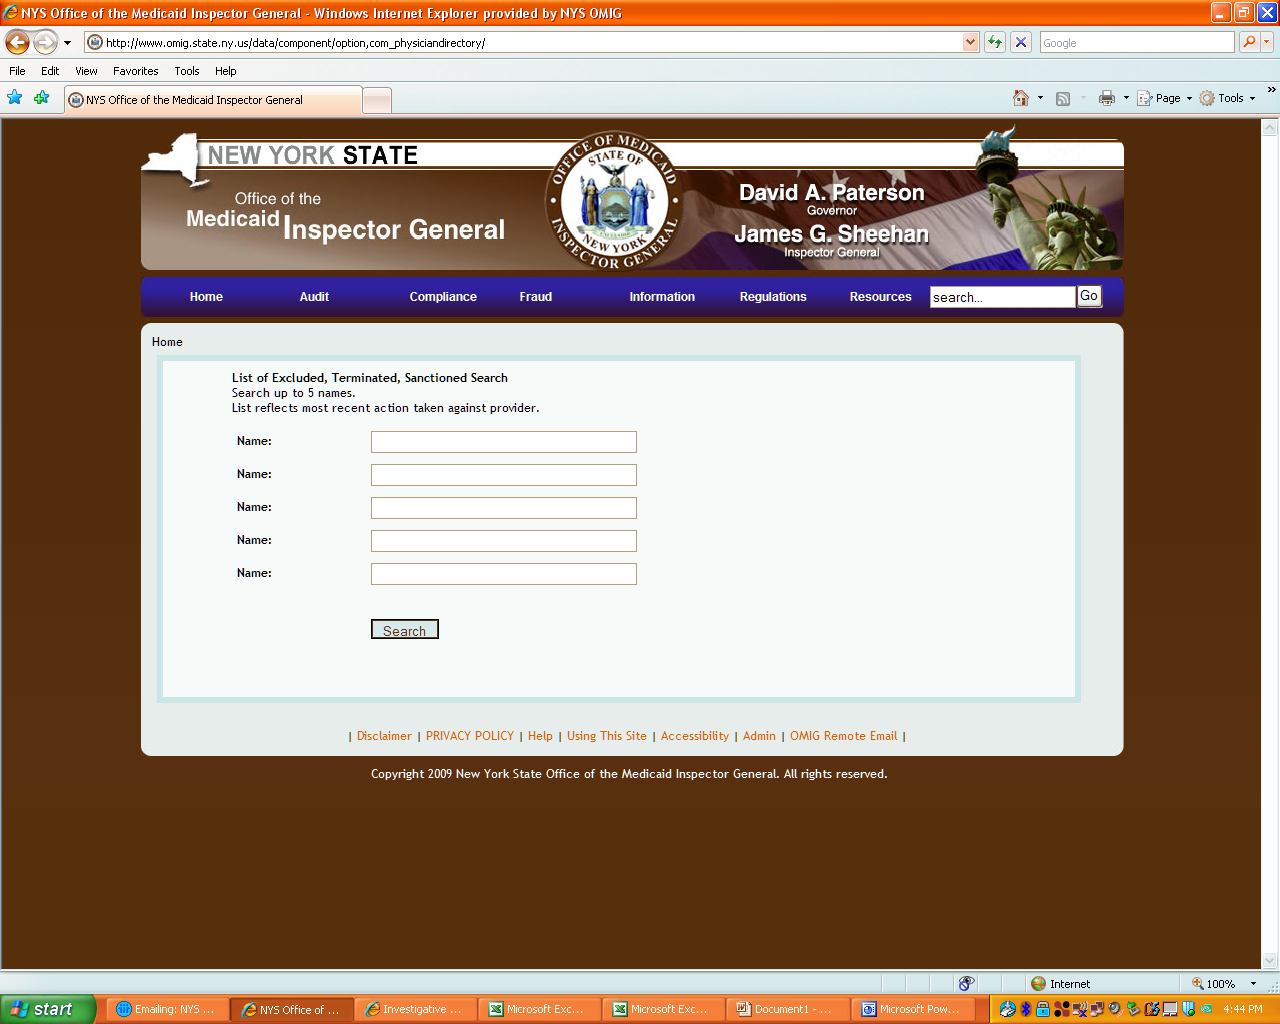 NYS Office of the Medicaid Inspector General - Windows Internet Explorer provided by NYS OMIG
http://www.omig.state.ny.us/data/component/option,com_physiciandirectory/
Google
File Edit View Favorites Tools Help
NYS Office of the Medicaid Inspector General
Page Tools
NEW YORK STATE
Office of the
Medicaid Inspector General
OFFICE OF MEDICAID
INSPECTOR GENERAL
STATE OF
NEW YORK
David A. Paterson
Governor
James G. Sheehan
Inspector General
Home Audit Compliance Fraud Information Regulations Resources search... Go
Home
List of Excluded, Terminated, Sanctioned Search
Search up to 5 names.
List reflects most recent action taken against provider.
Name:
Name:
Name:
Name:
Name:
Search
| Disclaimer | PRIVACY POLICY | Help | Using This Site | Accessibility | Admin | OMIG Remote Email |
Copyright 2009 New York State Office of the Medicaid Inspector General. All rights reserved.
Internet 100%
start Emailing: NYS ... NYS Office of ... Investigative ... Microsoft Exc... Microsoft Exc... Document1 - ... Microsoft Pow... 4:44 PM